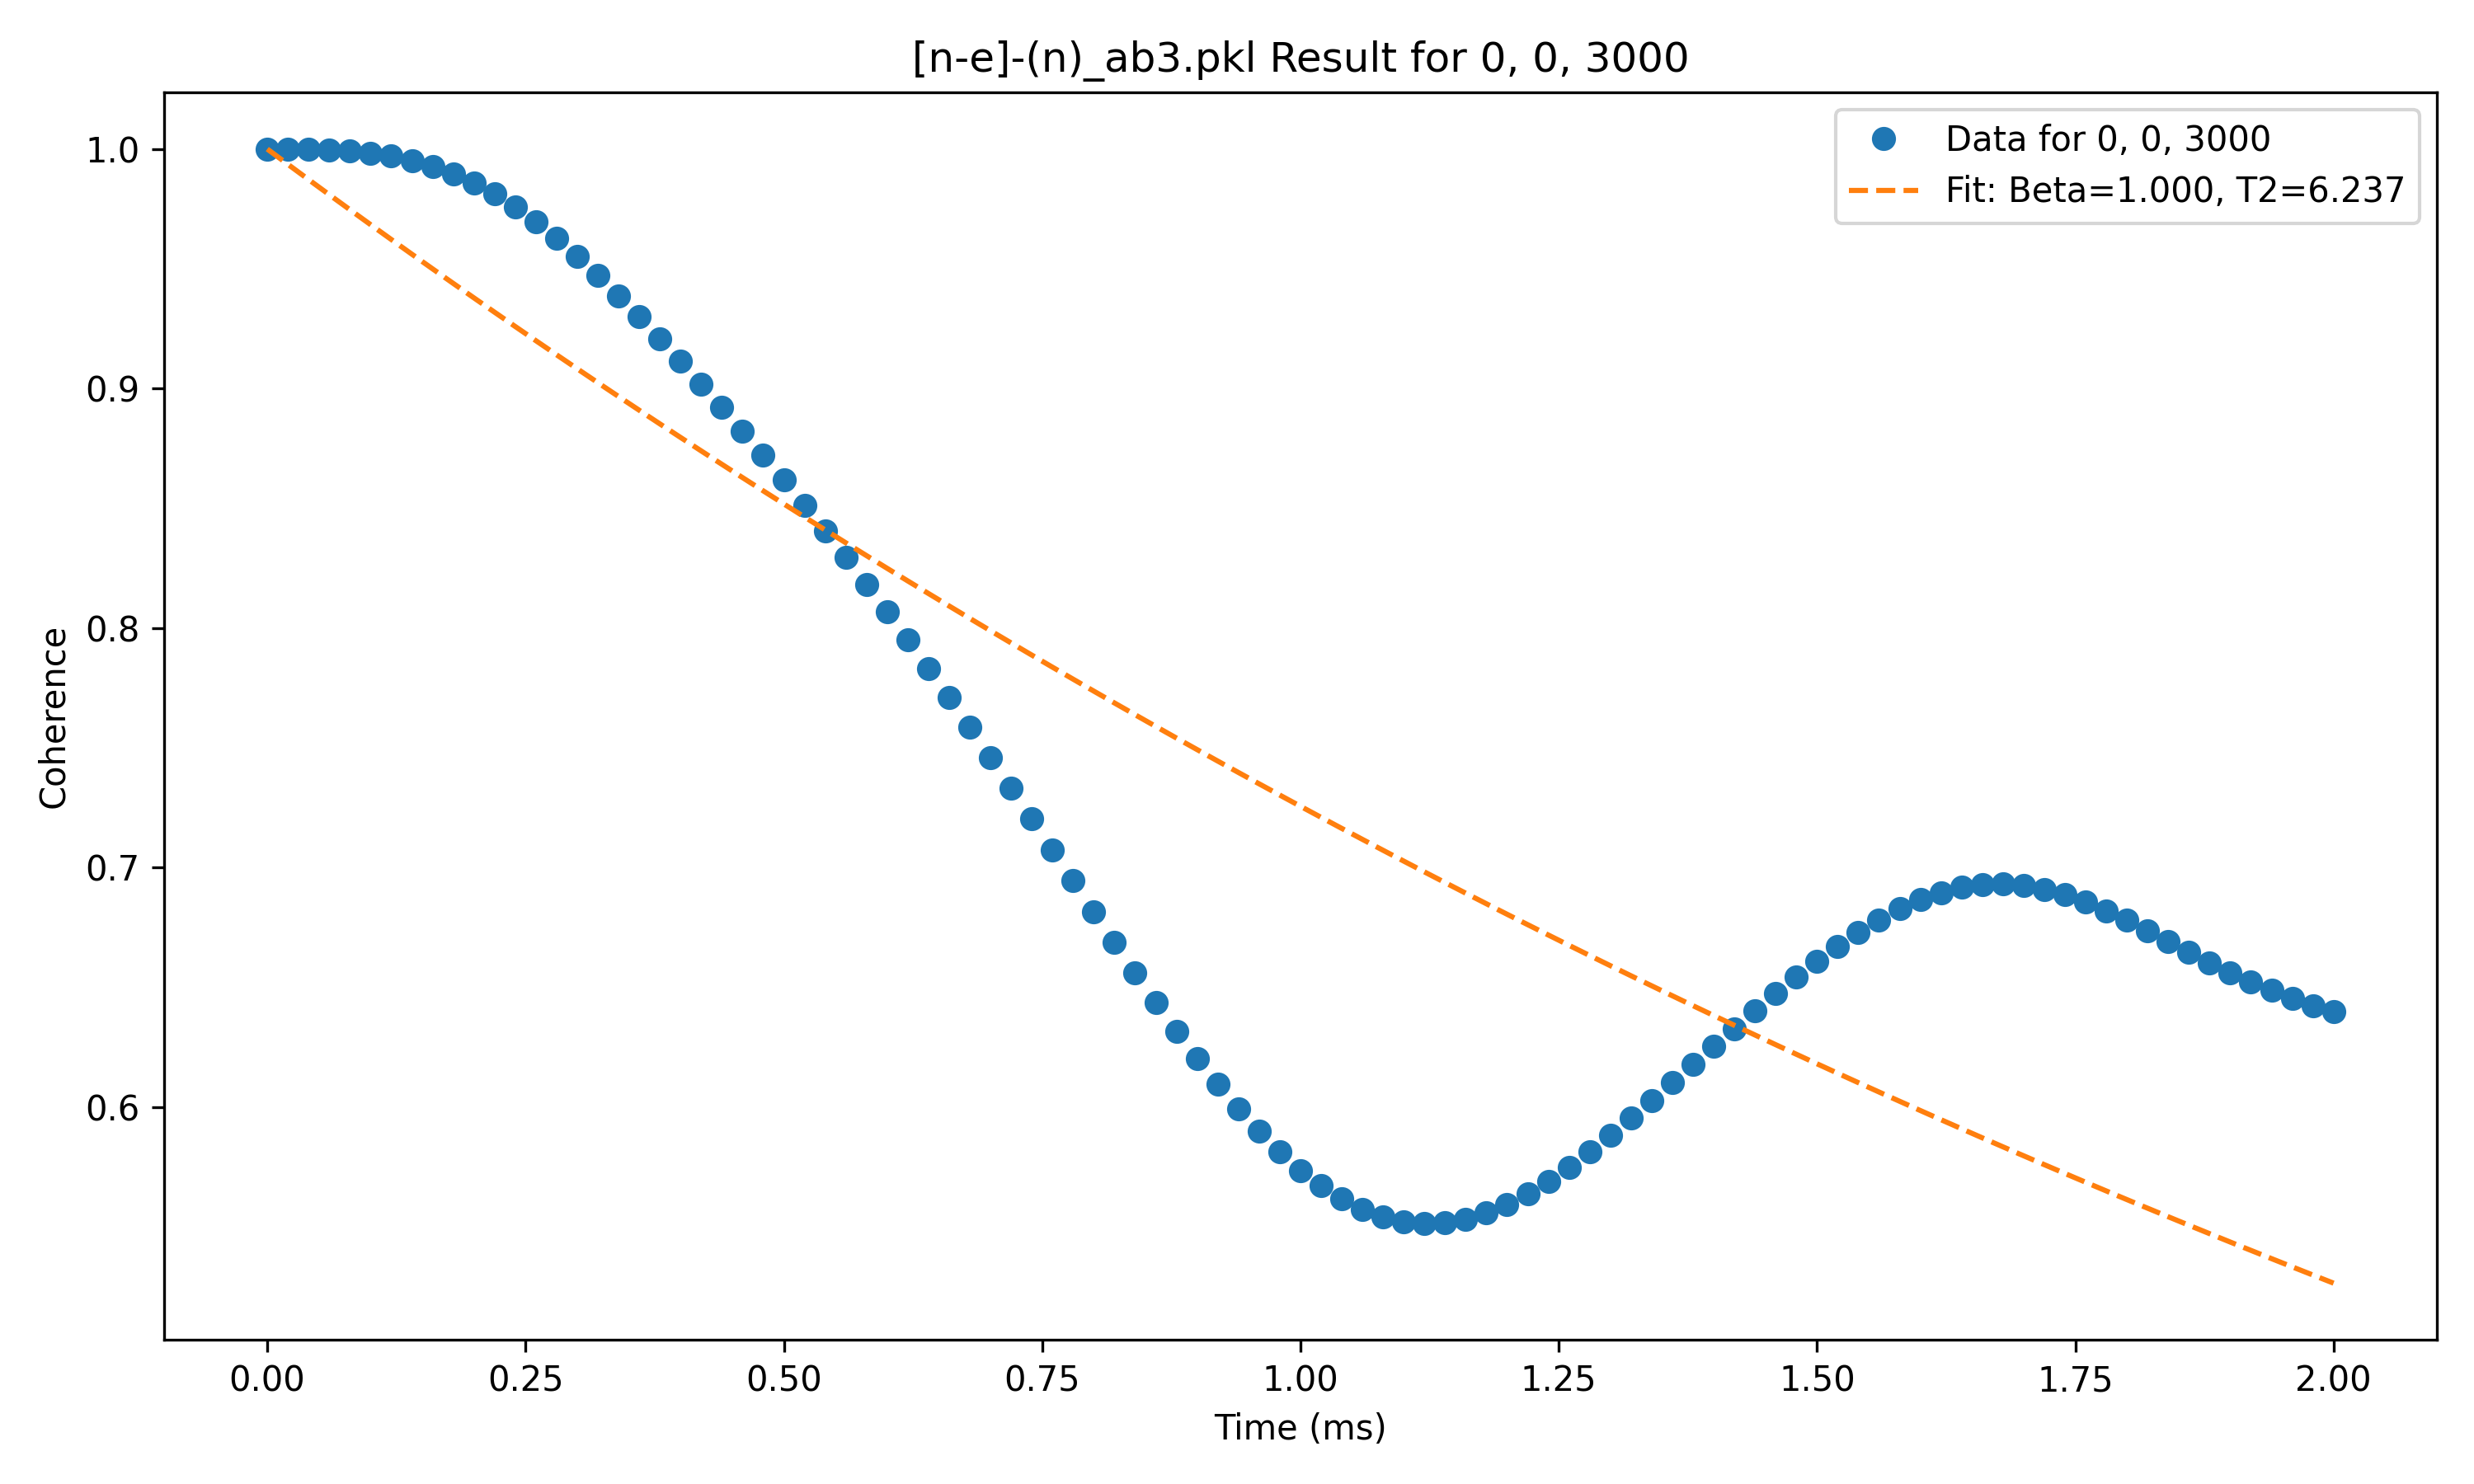 [n-e]-(n)_ab3.pkl Result for 0, 0, 3000
Data for 0, 0, 3000
Fit: Beta=1.000, T2=6.237
Coherence
1.0
0.9
0.8
0.7
0.6
0.00 0.25 0.50 0.75 1.00 1.25 1.50 1.75 2.00
Time (ms)